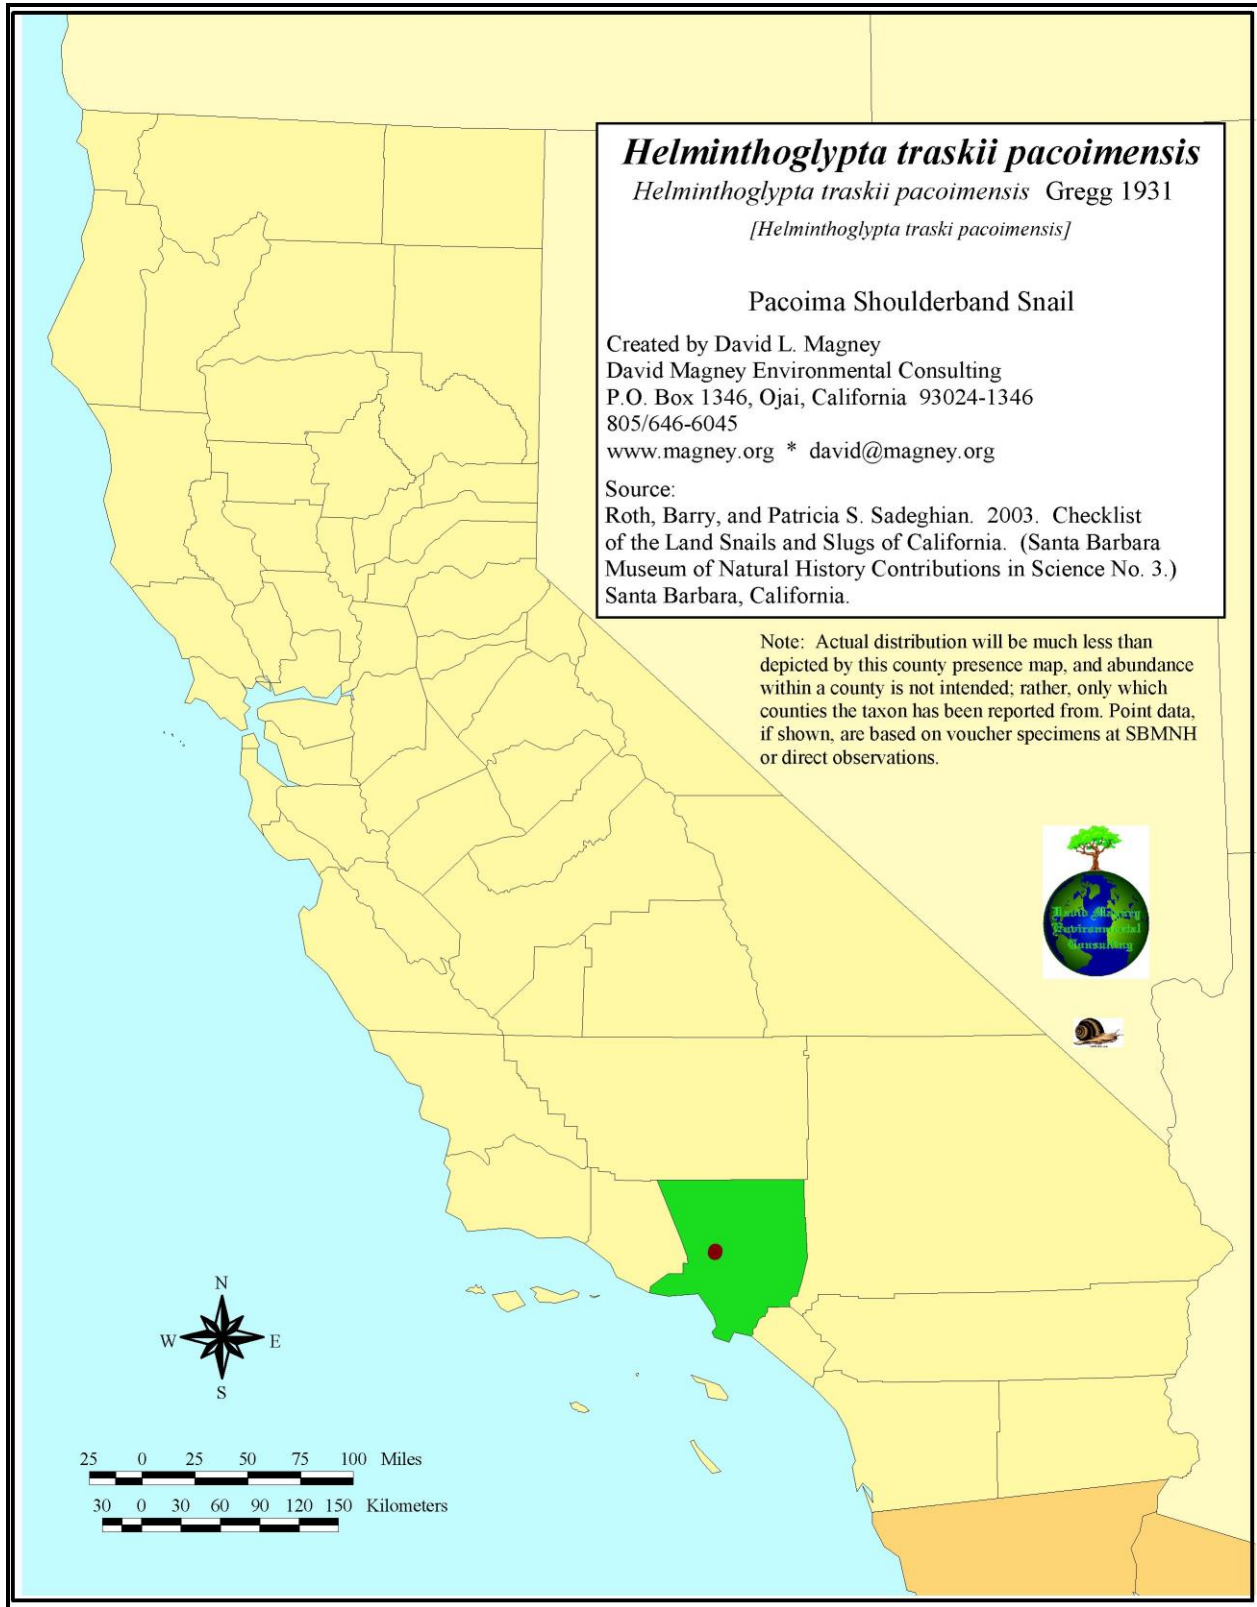 Helminthoglypta traskii pacoimensis
Helminthoglypta traskii pacoimensis Gregg 1931
[Helminthoglypta traski pacoimensis]
Pacoima Shoulderband Snail
Created by David L. Magney
David Magney Environmental Consulting
P.O. Box 1346, Ojai, California 93024-1346
805/646-6045
www.magney.org * david@magney.org
Source:
Roth, Barry, and Patricia S. Sadeghian. 2003. Checklist
of the Land Snails and Slugs of California. (Santa Barbara
Museum of Natural History Contributions in Science No. 3.)
Santa Barbara, California.
Note: Actual distribution will be much less than
depicted by this county presence map, and abundance
within a county is not intended; rather, only which
counties the taxon has been reported from. Point data,
if shown, are based on voucher specimens at SBMNH
or direct observations.
David Magney
Environmental
Consulting
N
W E
S
25 0 25 50 75 100 Miles
30 0 30 60 90 120 150 Kilometers